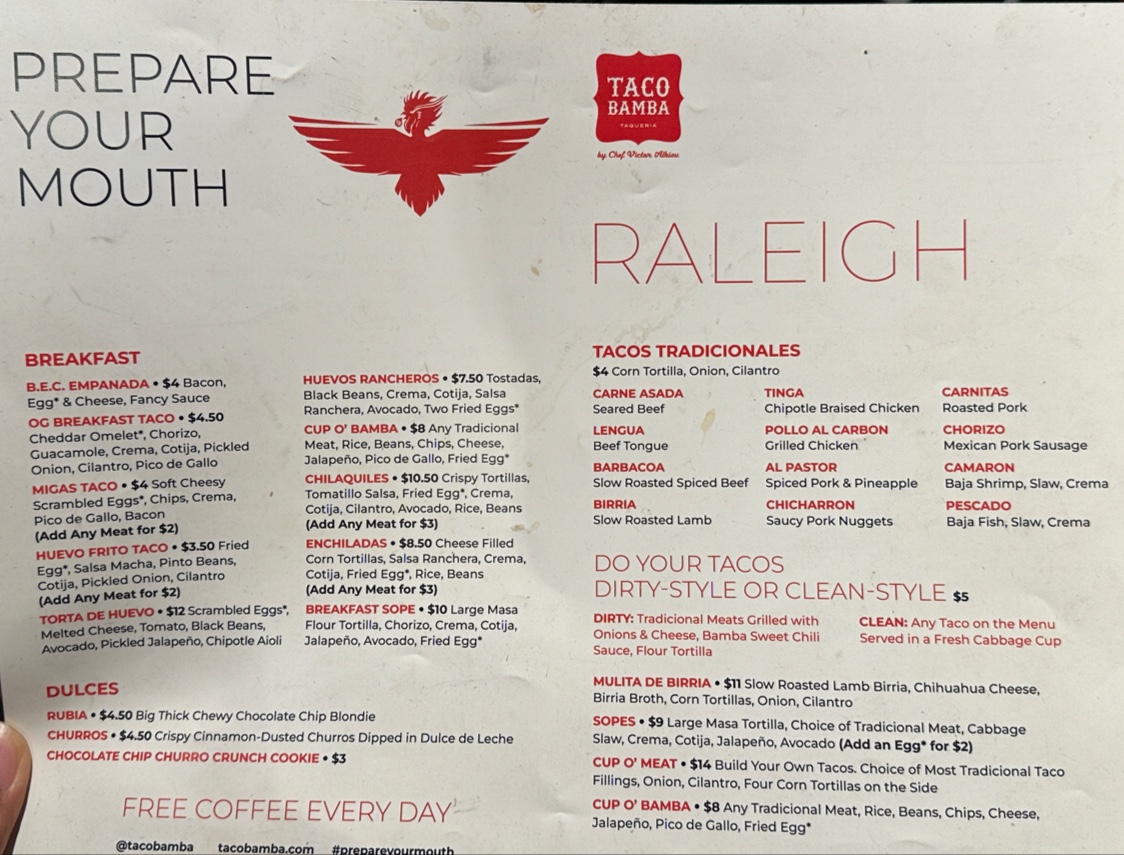 PREPARE
YOUR
MOUTH
TACO
BAMBA
TAQUERIA
by Chef Victor Albisu
RALEIGH
BREAKFAST
B.E.C. EMPANADA • $4 Bacon,
Egg* & Cheese, Fancy Sauce
OG BREAKFAST TACO • $4.50
Cheddar Omelet*, Chorizo,
Guacamole, Crema, Cotija, Pickled
Onion, Cilantro, Pico de Gallo
MIGAS TACO • $4 Soft Cheesy
Scrambled Eggs*, Chips, Crema,
Pico de Gallo, Bacon
(Add Any Meat for $2)
HUEVO FRITO TACO • $3.50 Fried
Egg*, Salsa Macha, Pinto Beans,
Cotija, Pickled Onion, Cilantro
(Add Any Meat for $2)
TORTA DE HUEVO • $12 Scrambled Eggs*,
Melted Cheese, Tomato, Black Beans,
Avocado, Pickled Jalapeño, Chipotle Aioli
HUEVOS RANCHEROS • $7.50 Tostadas,
Black Beans, Crema, Cotija, Salsa
Ranchera, Avocado, Two Fried Eggs*
CUP O' BAMBA • $8 Any Traditional
Meat, Rice, Beans, Chips, Cheese,
Jalapeño, Pico de Gallo, Fried Egg*
CHILAQUILES • $10.50 Crispy Tortillas,
Tomatillo Salsa, Fried Egg*, Crema,
Cotija, Cilantro, Avocado, Rice, Beans
(Add Any Meat for $3)
ENCHILADAS • $8.50 Cheese Filled
Corn Tortillas, Salsa Ranchera, Crema,
Cotija, Fried Egg*, Rice, Beans
(Add Any Meat for $3)
BREAKFAST SOPE • $10 Large Masa
Flour Tortilla, Chorizo, Crema, Cotija,
Jalapeño, Avocado, Fried Egg*
DULCES
RUBIA • $4.50 Big Thick Chewy Chocolate Chip Blondie
CHURROS • $4.50 Crispy Cinnamon-Dusted Churros Dipped in Dulce de Leche
CHOCOLATE CHIP CHURRO CRUNCH COOKIE • $3
FREE COFFEE EVERY DAY
@tacobamba tacobamba.com #prepareyourmouth
TACOS TRADICIONALES
$4 Corn Tortilla, Onion, Cilantro
CARNE ASADA
Seared Beef
LENGUA
Beef Tongue
BARBACOA
Slow Roasted Spiced Beef
BIRRIA
Slow Roasted Lamb
TINGA
Chipotle Braised Chicken
POLLO AL CARBON
Grilled Chicken
AL PASTOR
Spiced Pork & Pineapple
CHICHARRON
Saucy Pork Nuggets
CARNITAS
Roasted Pork
CHORIZO
Mexican Pork Sausage
CAMARON
Baja Shrimp, Slaw, Crema
PESCADO
Baja Fish, Slaw, Crema
DO YOUR TACOS
DIRTY-STYLE OR CLEAN-STYLE $5
DIRTY: Traditional Meats Grilled with
Onions & Cheese, Bamba Sweet Chili
Sauce, Flour Tortilla
CLEAN: Any Taco on the Menu
Served in a Fresh Cabbage Cup
MULITA DE BIRRIA • $11 Slow Roasted Lamb Birria, Chihuahua Cheese,
Birria Broth, Corn Tortillas, Onion, Cilantro
SOPES • $9 Large Masa Tortilla, Choice of Traditional Meat, Cabbage
Slaw, Crema, Cotija, Jalapeño, Avocado (Add an Egg* for $2)
CUP O' MEAT • $14 Build Your Own Tacos. Choice of Most Traditional Taco
Fillings, Onion, Cilantro, Four Corn Tortillas on the Side
CUP O' BAMBA • $8 Any Traditional Meat, Rice, Beans, Chips, Cheese,
Jalapeño, Pico de Gallo, Fried Egg*